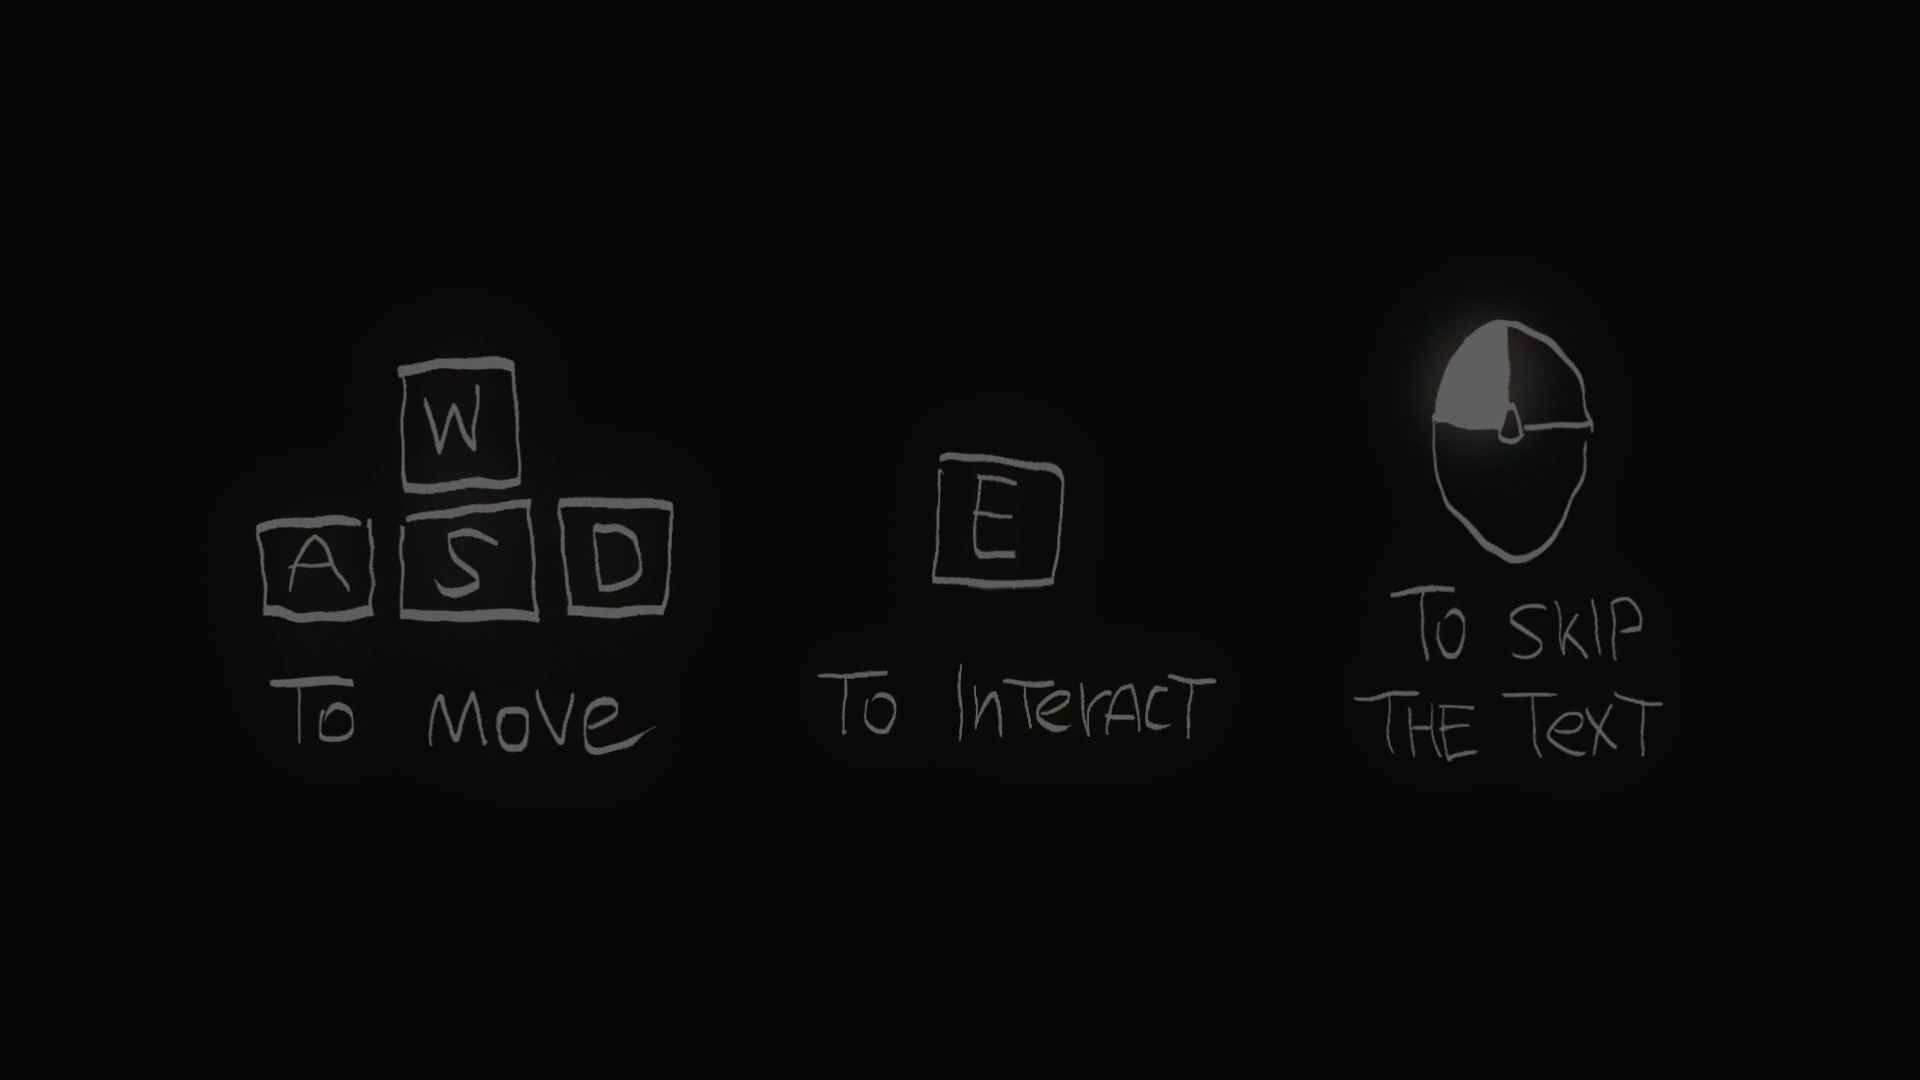 W
A S D
To Move
E
To Interact
To SKIP
THE TexT